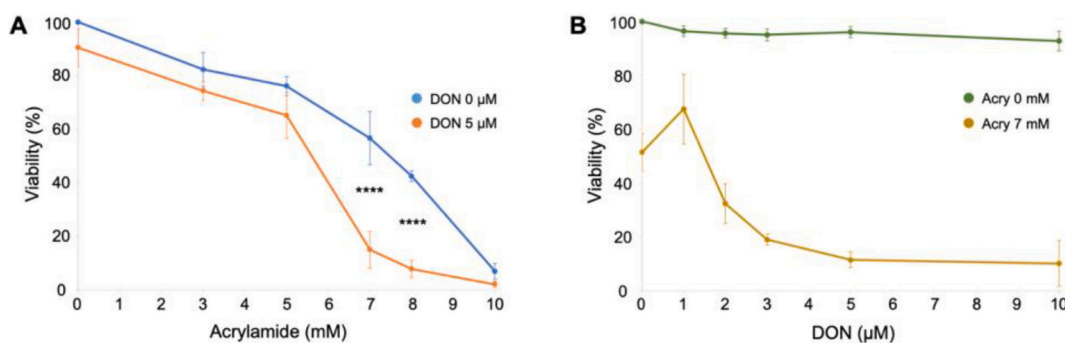 A
100
80
60
40
20
0
Viability (%)
DON 0 µM
DON 5 µM
****
****
0 1 2 3 4 5 6 7 8 9 10
Acrylamide (mM)
B
100
80
60
40
20
0
Viability (%)
Acry 0 mM
Acry 7 mM
0 1 2 3 4 5 6 7 8 9 10
DON (µM)